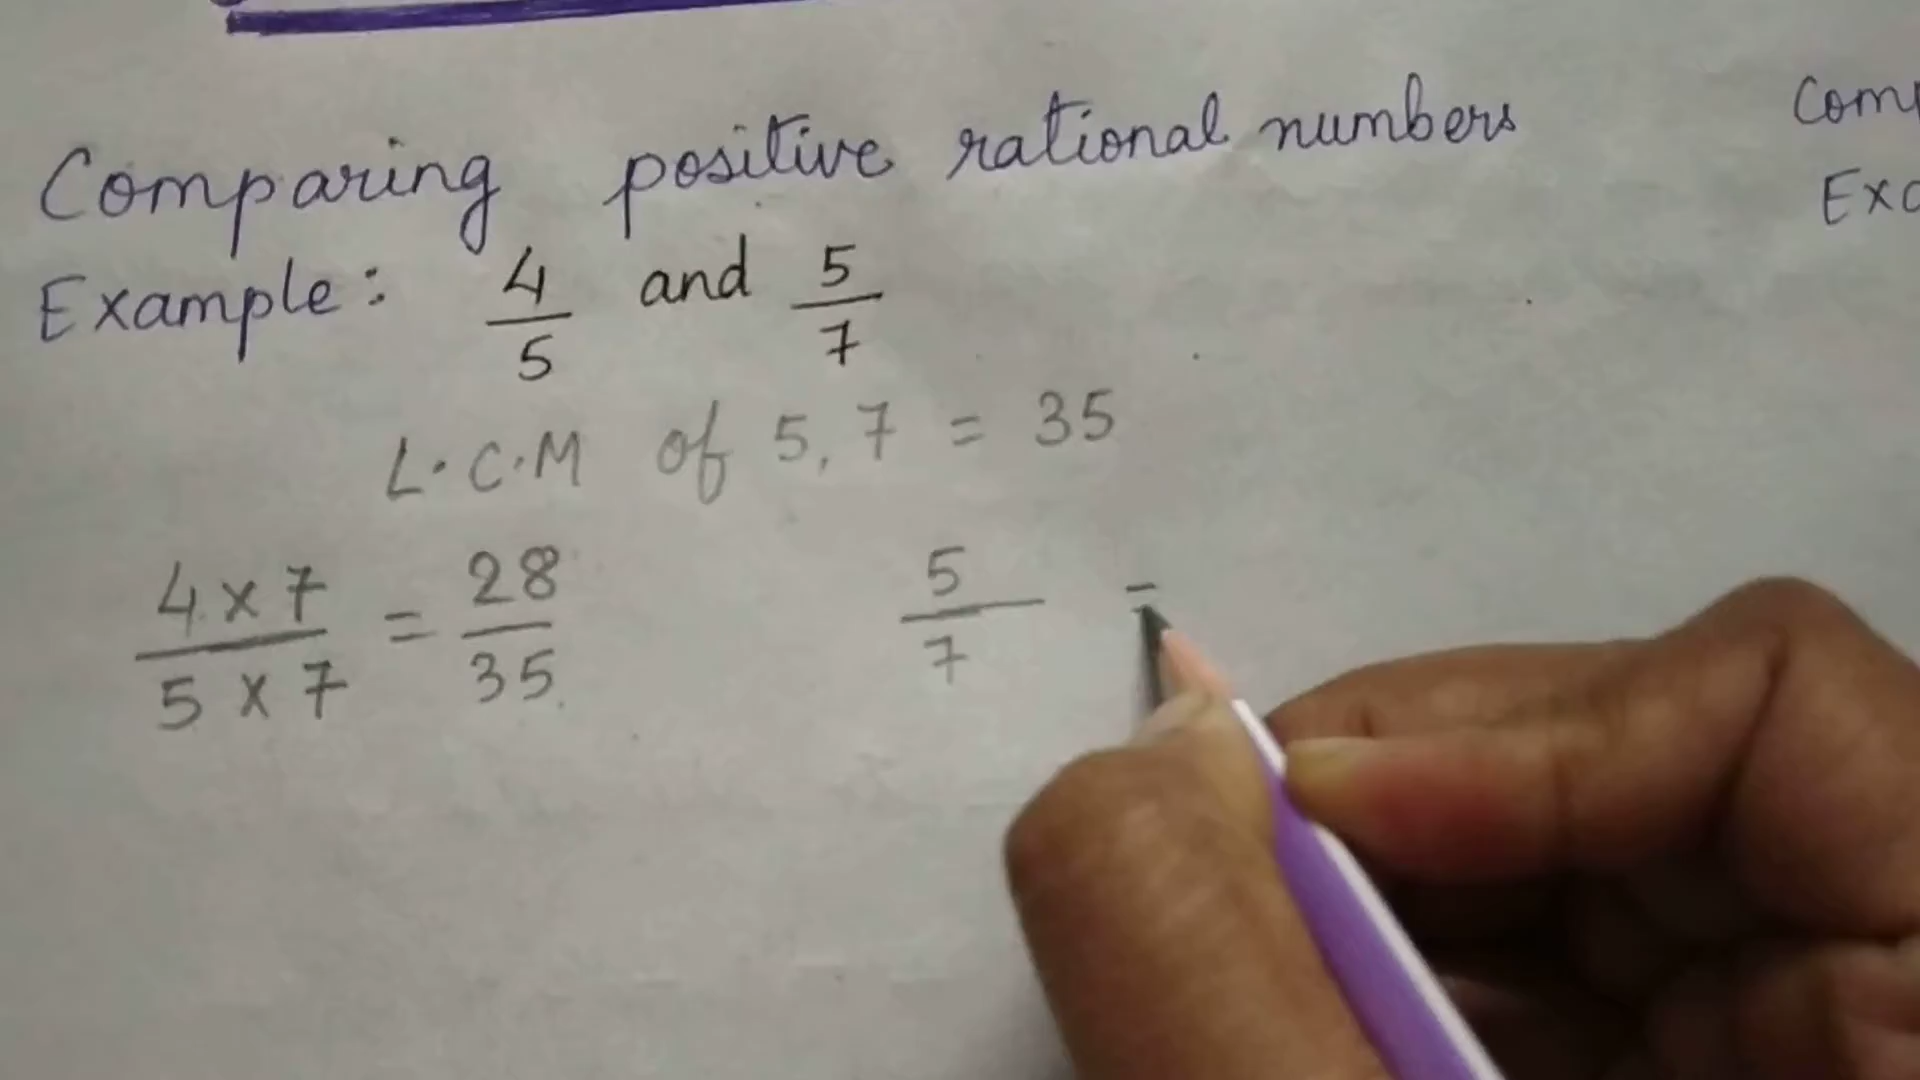 Comparing positive rational numbers
Example: 4/5 and 5/7
L.C.M of 5, 7 = 35
4 x 7 / 5 x 7 = 28/35
5/7 =